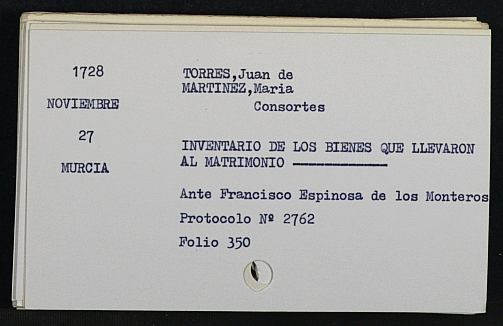 1728
NOVIEMBRE
27
MURCIA
TORRES,Juan de
MARTINEZ,Maria
Consortes
INVENTARIO DE LOS BIENES QUE LLEVARON
AL MATRIMONIO —————
Ante Francisco Espinosa de los Monteros
Protocolo Nº 2762
Folio 350